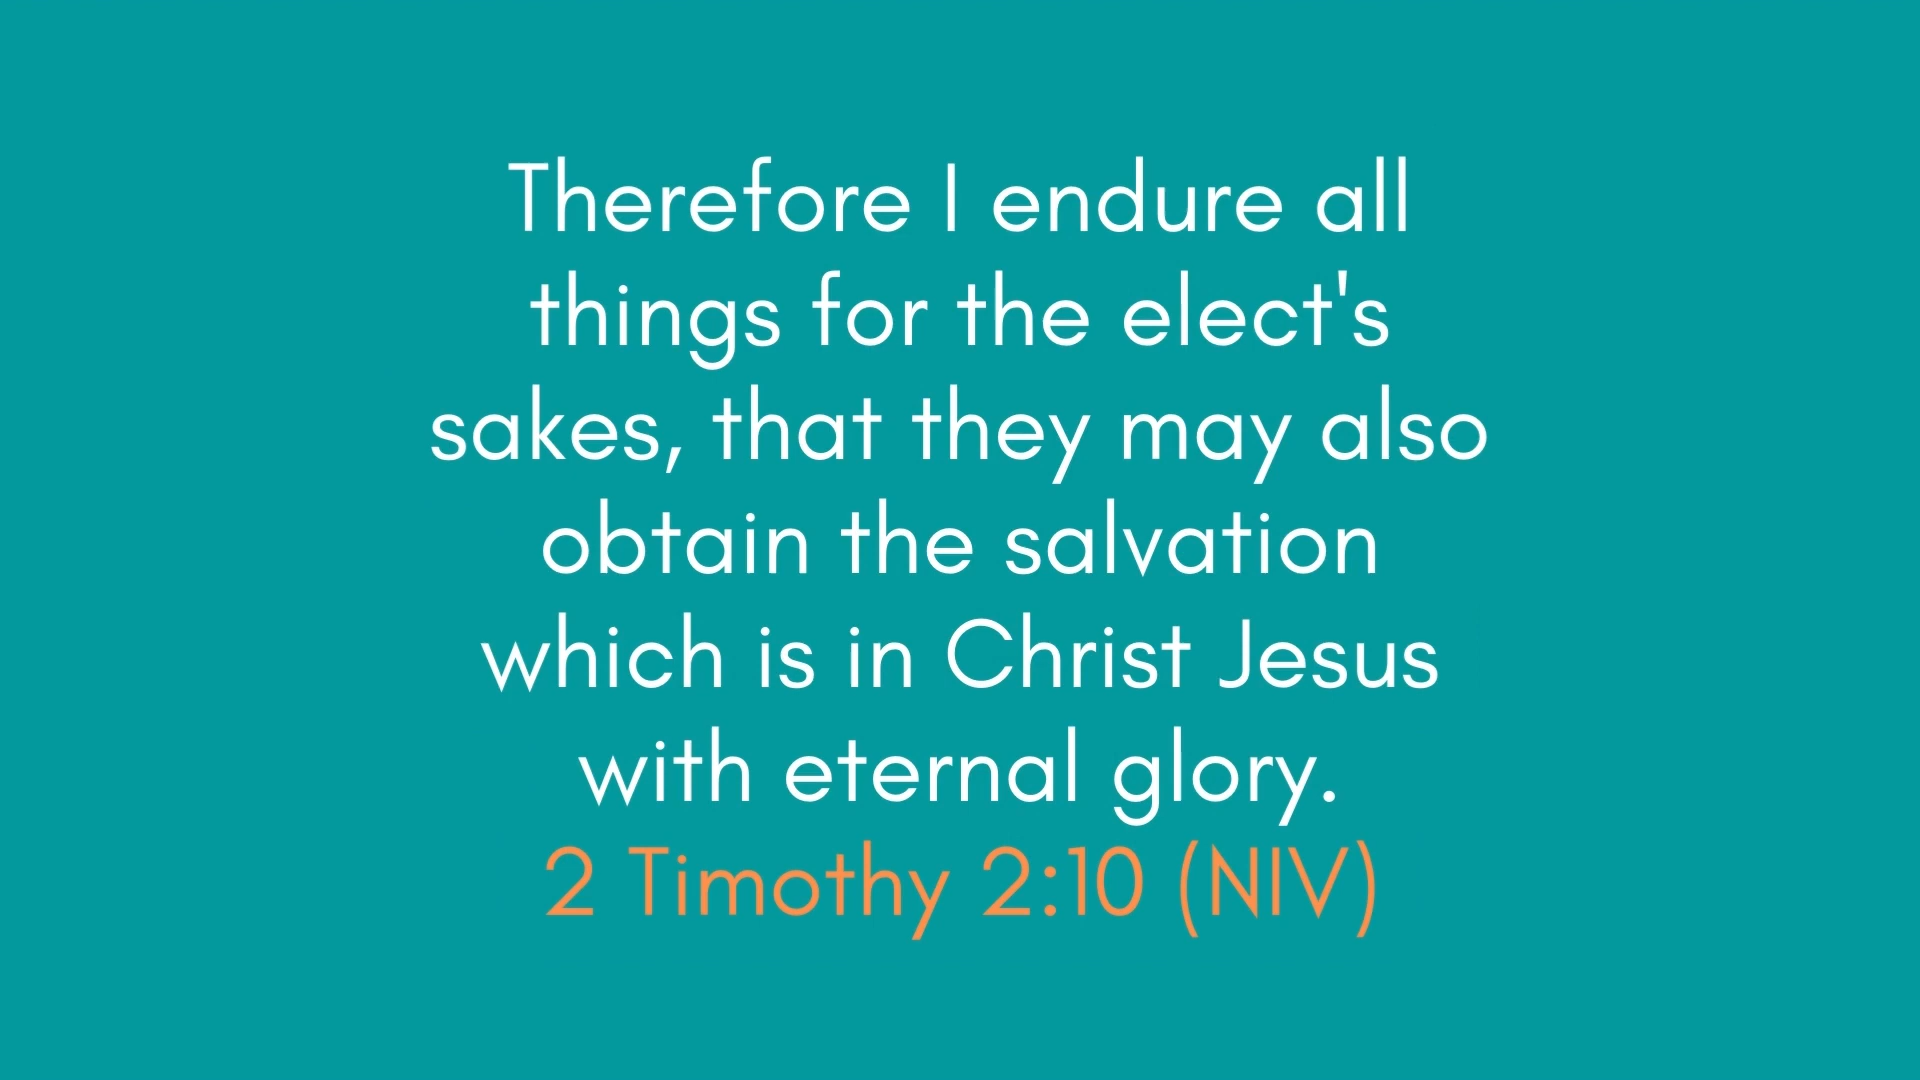 Therefore I endure all
things for the elect's
sakes, that they may also
obtain the salvation
which is in Christ Jesus
with eternal glory.
2 Timothy 2:10 (NIV)